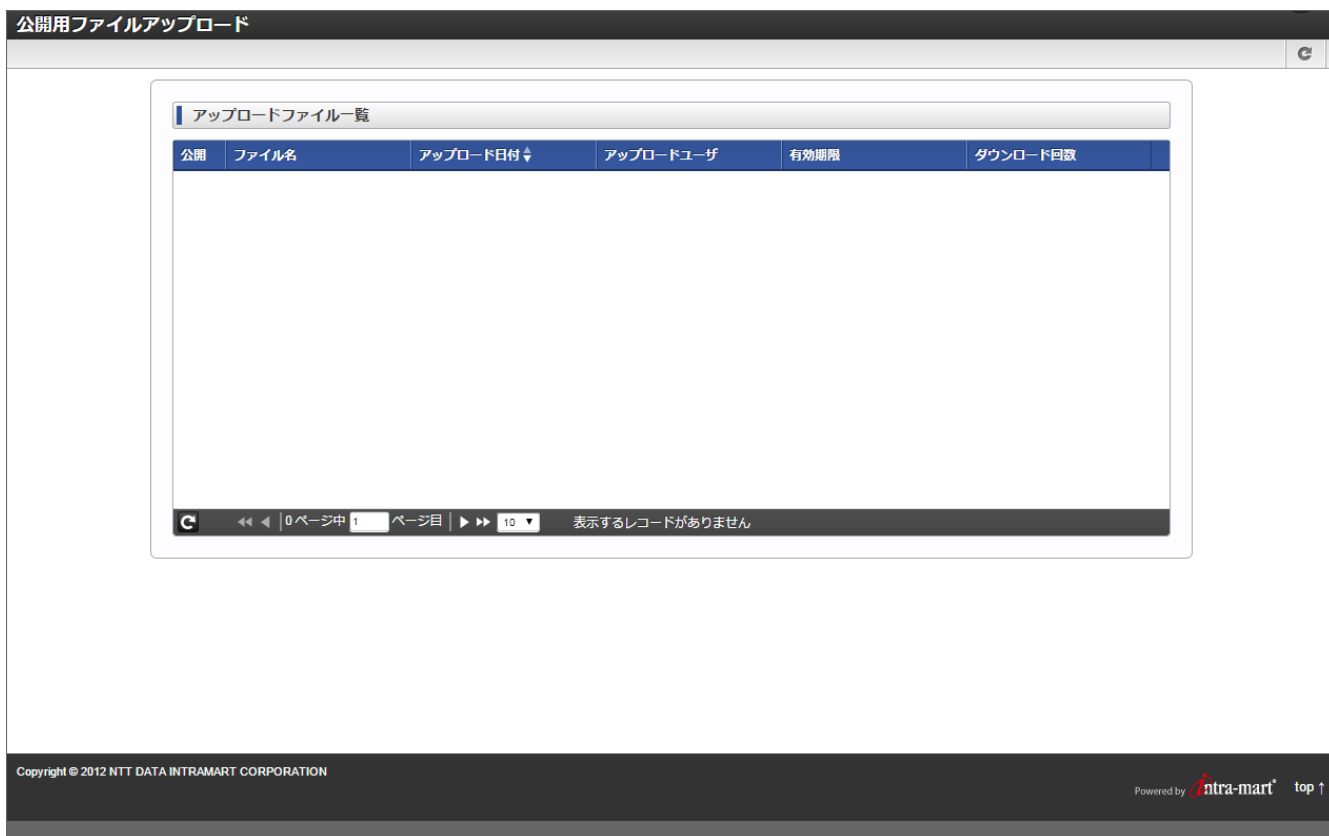 公開用ファイルアップロード
アップロードファイル一覧
公開 ファイル名 アップロード日付 アップロードユーザ 有効期限 ダウンロード回数
0 ページ中 1 ページ目 10 表示するレコードがありません
Copyright © 2012 NTT DATA INTRAMART CORPORATION
Powered by intra-mart® top ↑